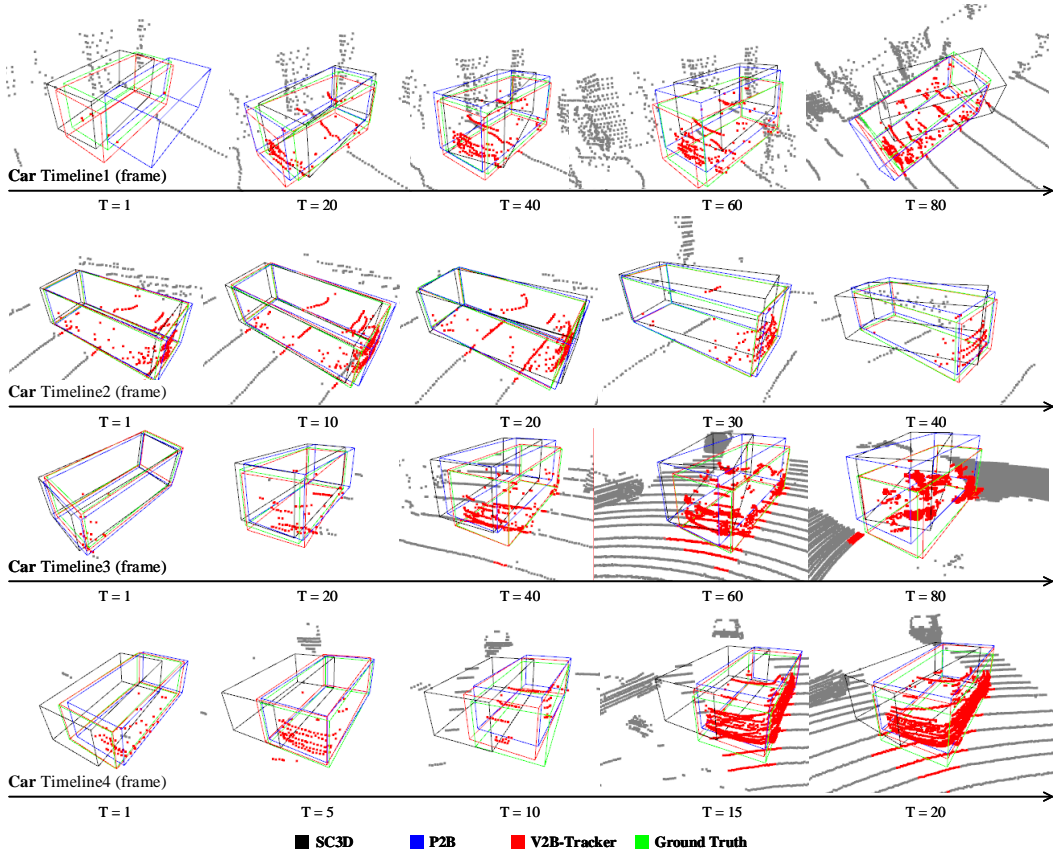 Car Timeline1 (frame)
T = 1 T = 20 T = 40 T = 60 T = 80
Car Timeline2 (frame)
T = 1 T = 10 T = 20 T = 30 T = 40
Car Timeline3 (frame)
T = 1 T = 20 T = 40 T = 60 T = 80
Car Timeline4 (frame)
T = 1 T = 5 T = 10 T = 15 T = 20
SC3D P2B V2B-Tracker Ground Truth